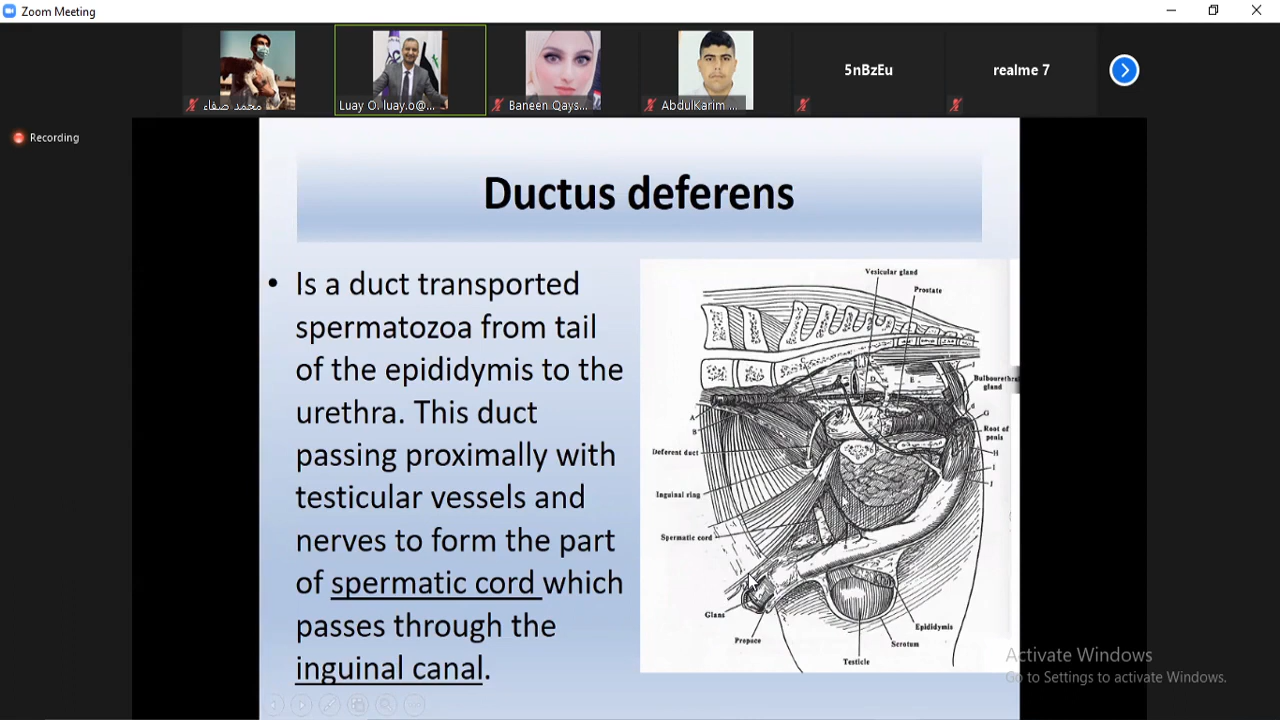 Zoom Meeting
محمد صفاء
Luay O. luay.o@...
Baneen Qays...
AbdulKarim ...
5nBzEu
realme 7
Recording
Ductus deferens
• Is a duct transported
spermatozoa from tail
of the epididymis to the
urethra. This duct
passing proximally with
testicular vessels and
nerves to form the part
of spermatic cord which
passes through the
inguinal canal.
Vesicular gland
Prostate
Bulbourethral
gland
A
B
C
D
E
d
G
Root of
penis
H
I
J
Deferent duct
Inguinal ring
Spermatic cord
Glans
Prepuce
Epididymis
Scrotum
Testicle
Activate Windows
Go to Settings to activate Windows.